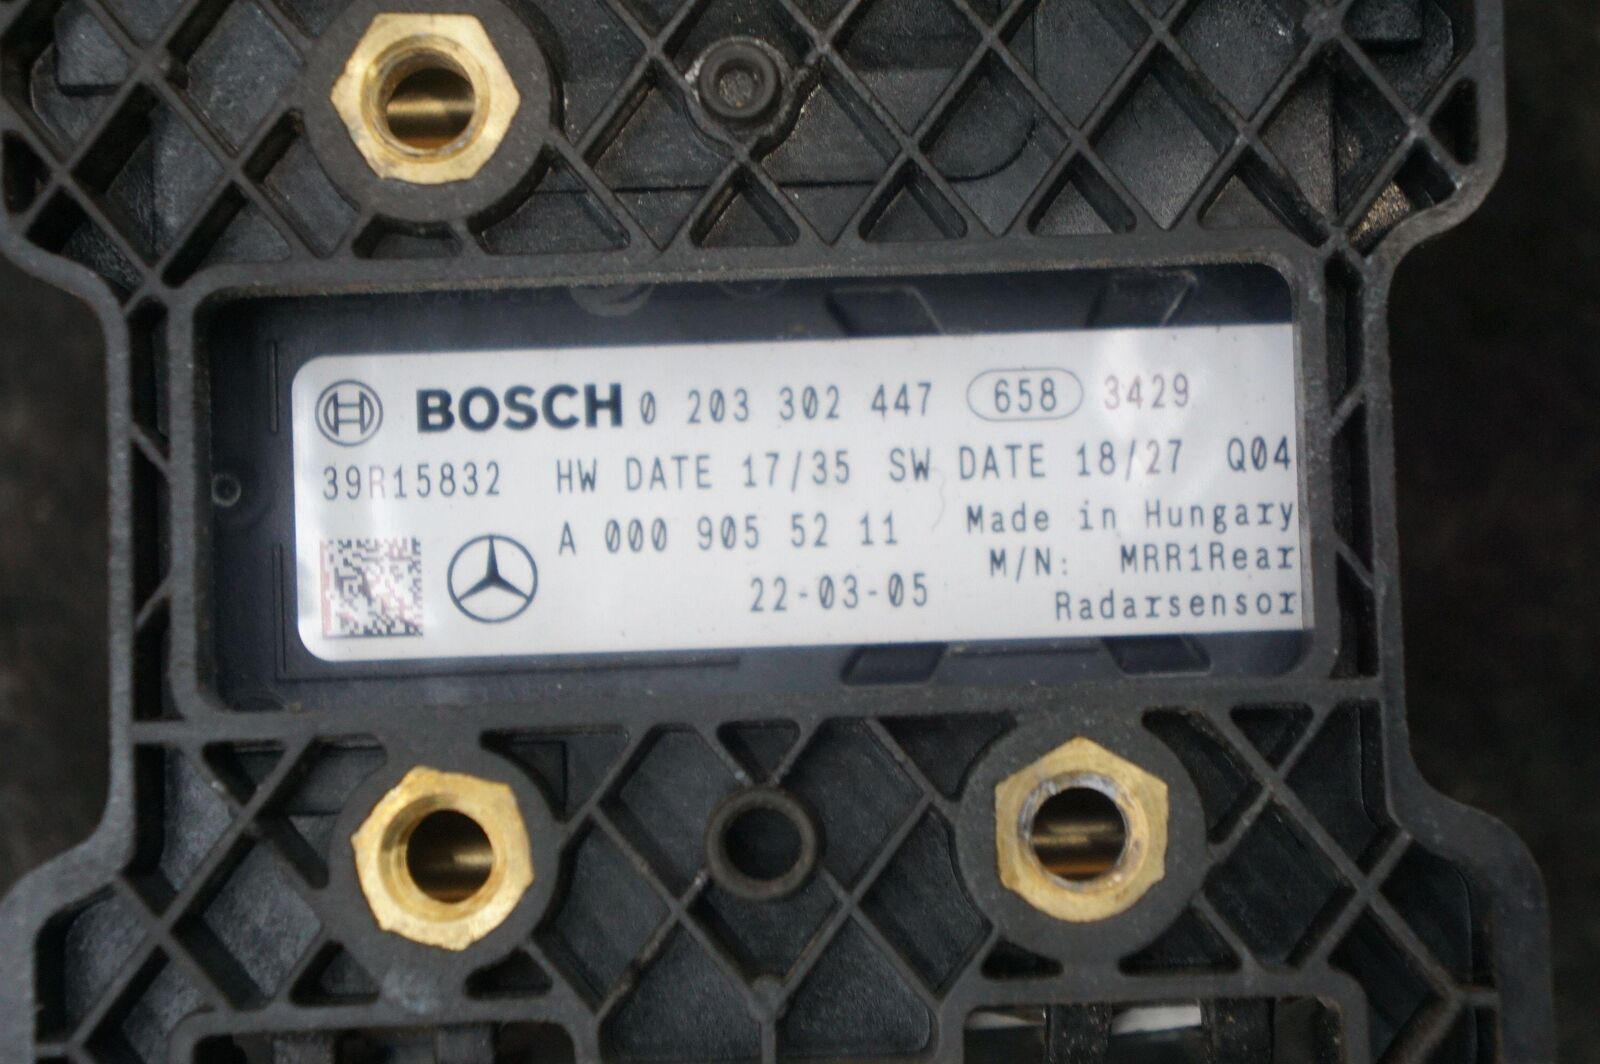 BOSCH 0 203 302 447 658 3429
39R15832 HW DATE 17/35 SW DATE 18/27 Q04
A 000 905 52 11 Made in Hungary
M/N: MRR1Rear
22-03-05 Radarsensor